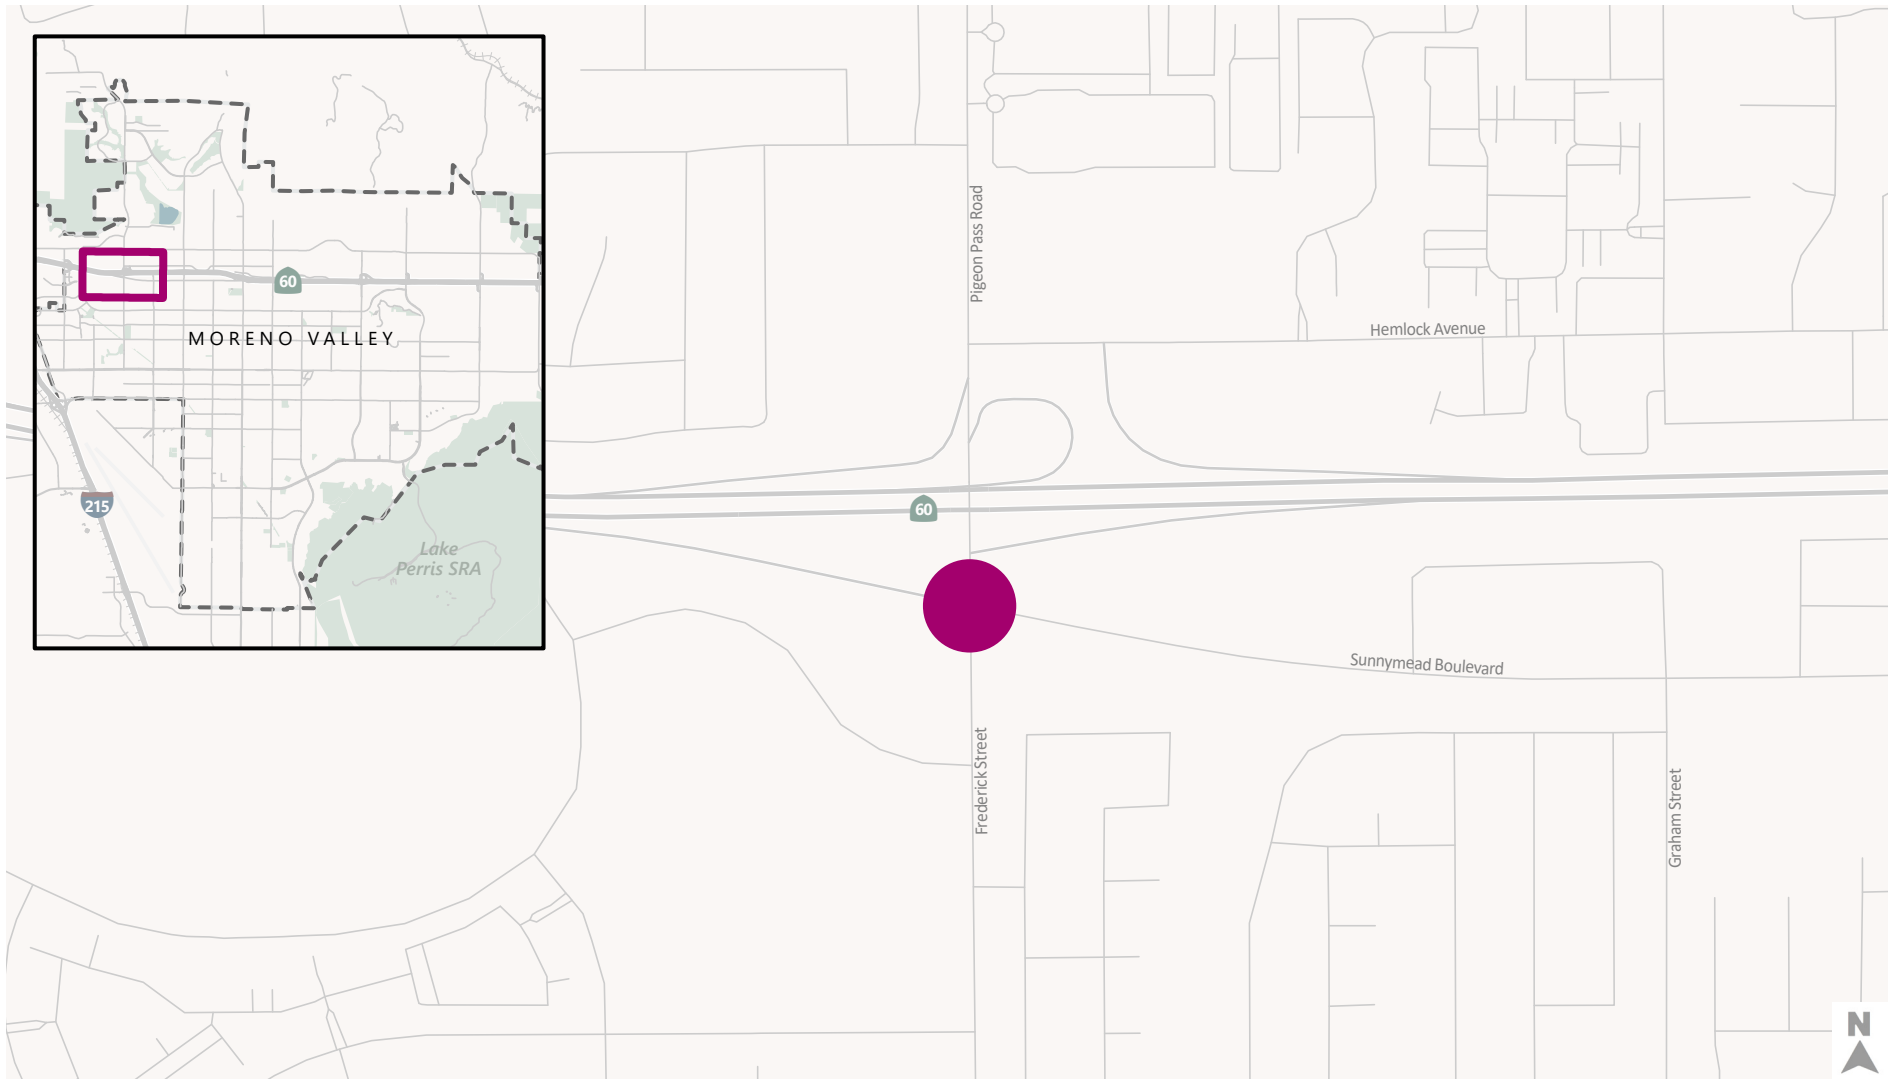 60
MORENO VALLEY
215
Lake
Perris SRA
Pigeon Pass Road
Hemlock Avenue
60
Sunnymead Boulevard
Frederick Street
Graham Street
N